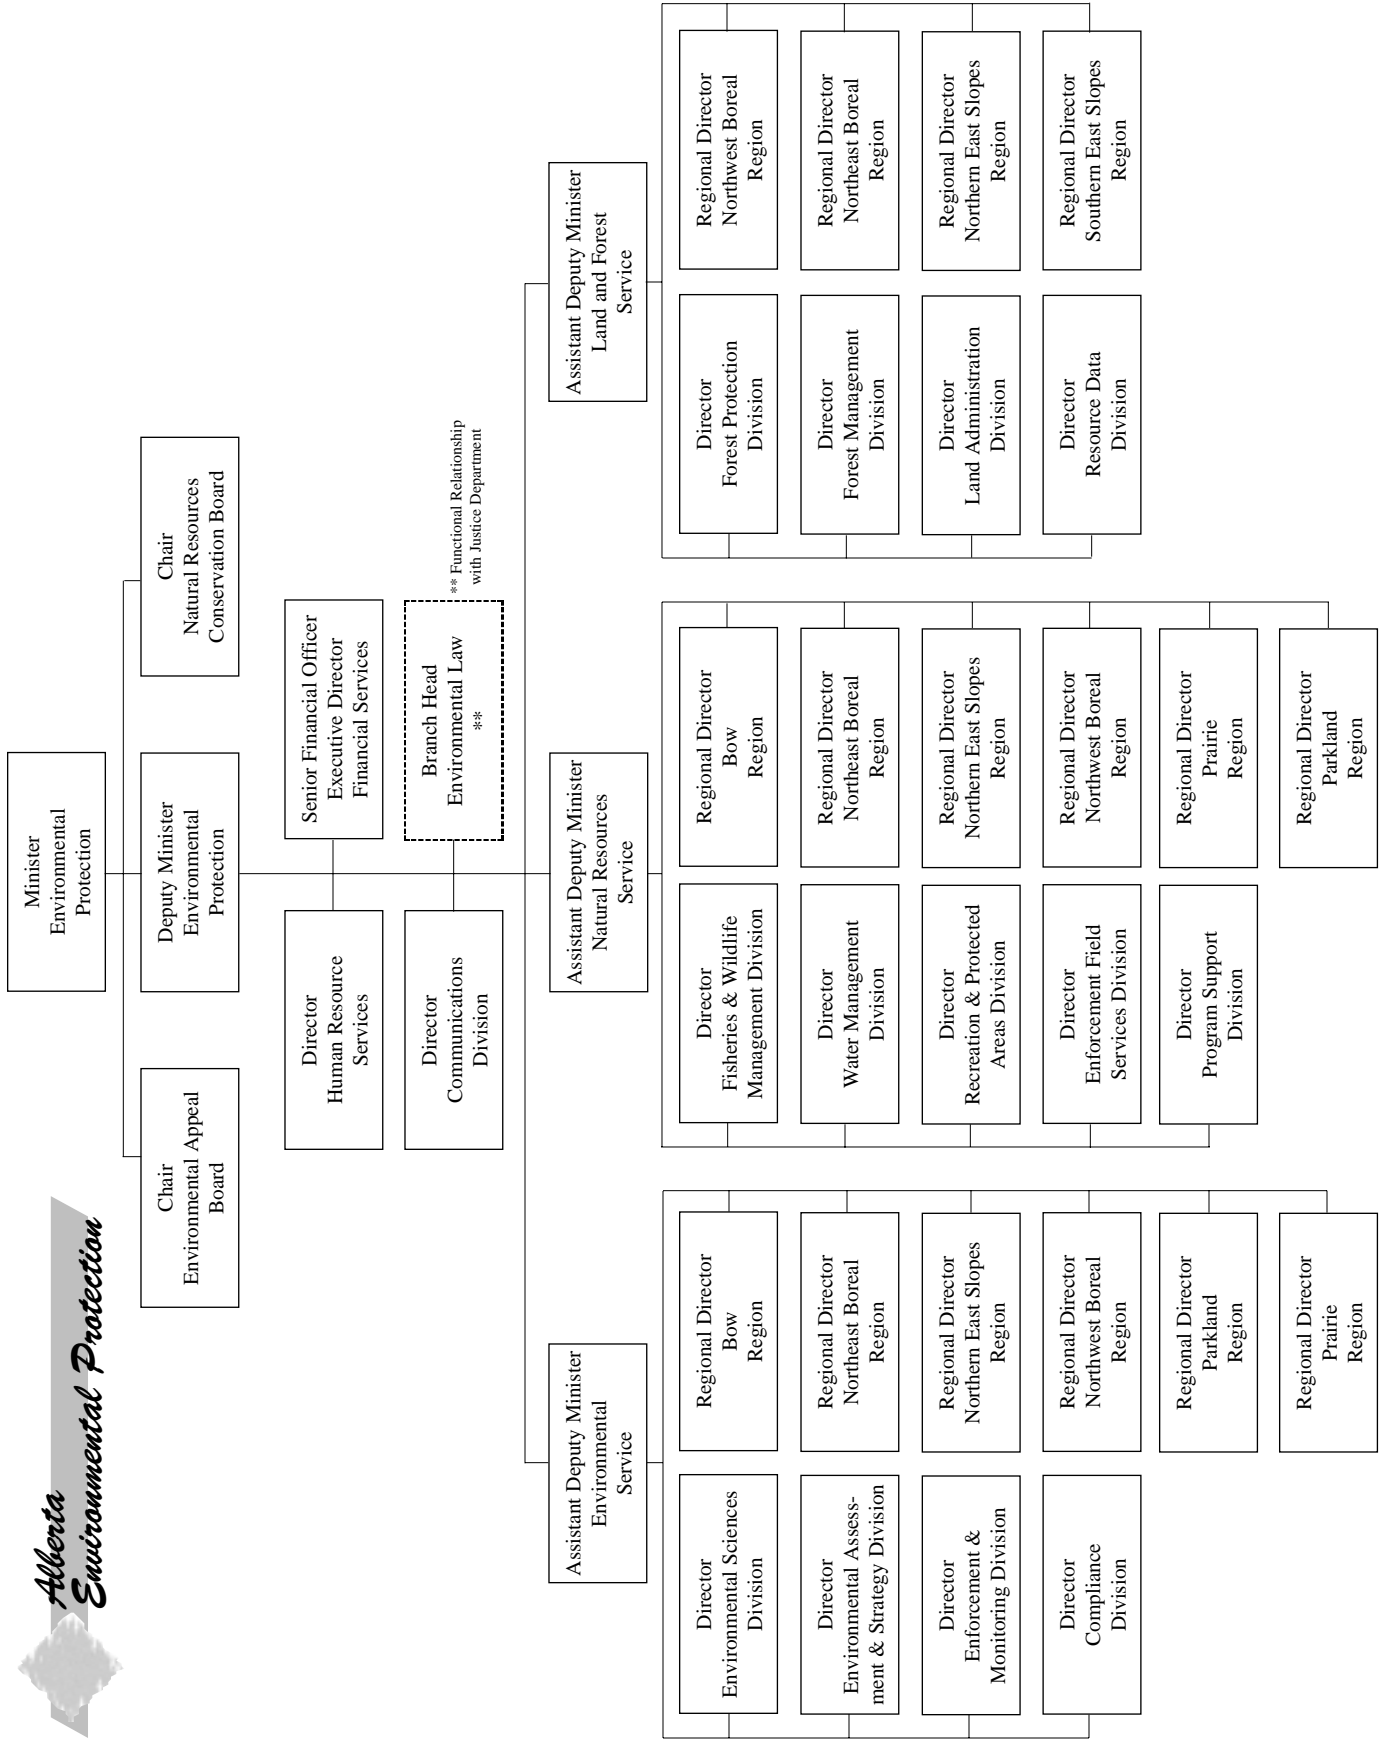 Alberta
Environmental Protection
Minister
Environmental
Protection
Chair
Environmental Appeal
Board
Deputy Minister
Environmental
Protection
Chair
Natural Resources
Conservation Board
Director
Human Resource
Services
Senior Financial Officer
Executive Director
Financial Services
Director
Communications
Division
Branch Head
Environmental Law
**
** Functional Relationship
with Justice Department
Assistant Deputy Minister
Environmental
Service
Assistant Deputy Minister
Natural Resources
Service
Assistant Deputy Minister
Land and Forest
Service
Director
Environmental Sciences
Division
Regional Director
Bow
Region
Director
Fisheries & Wildlife
Management Division
Regional Director
Bow
Region
Director
Forest Protection
Division
Regional Director
Northwest Boreal
Region
Director
Environmental Assess-
ment & Strategy Division
Regional Director
Northeast Boreal
Region
Director
Water Management
Division
Regional Director
Northeast Boreal
Region
Director
Forest Management
Division
Regional Director
Northeast Boreal
Region
Director
Enforcement &
Monitoring Division
Regional Director
Northern East Slopes
Region
Director
Recreation & Protected
Areas Division
Regional Director
Northern East Slopes
Region
Director
Land Administration
Division
Regional Director
Northern East Slopes
Region
Director
Compliance
Division
Regional Director
Northwest Boreal
Region
Director
Enforcement Field
Services Division
Regional Director
Northwest Boreal
Region
Director
Resource Data
Division
Regional Director
Southern East Slopes
Region
Regional Director
Parkland
Region
Director
Program Support
Division
Regional Director
Prairie
Region
Regional Director
Prairie
Region
Regional Director
Parkland
Region